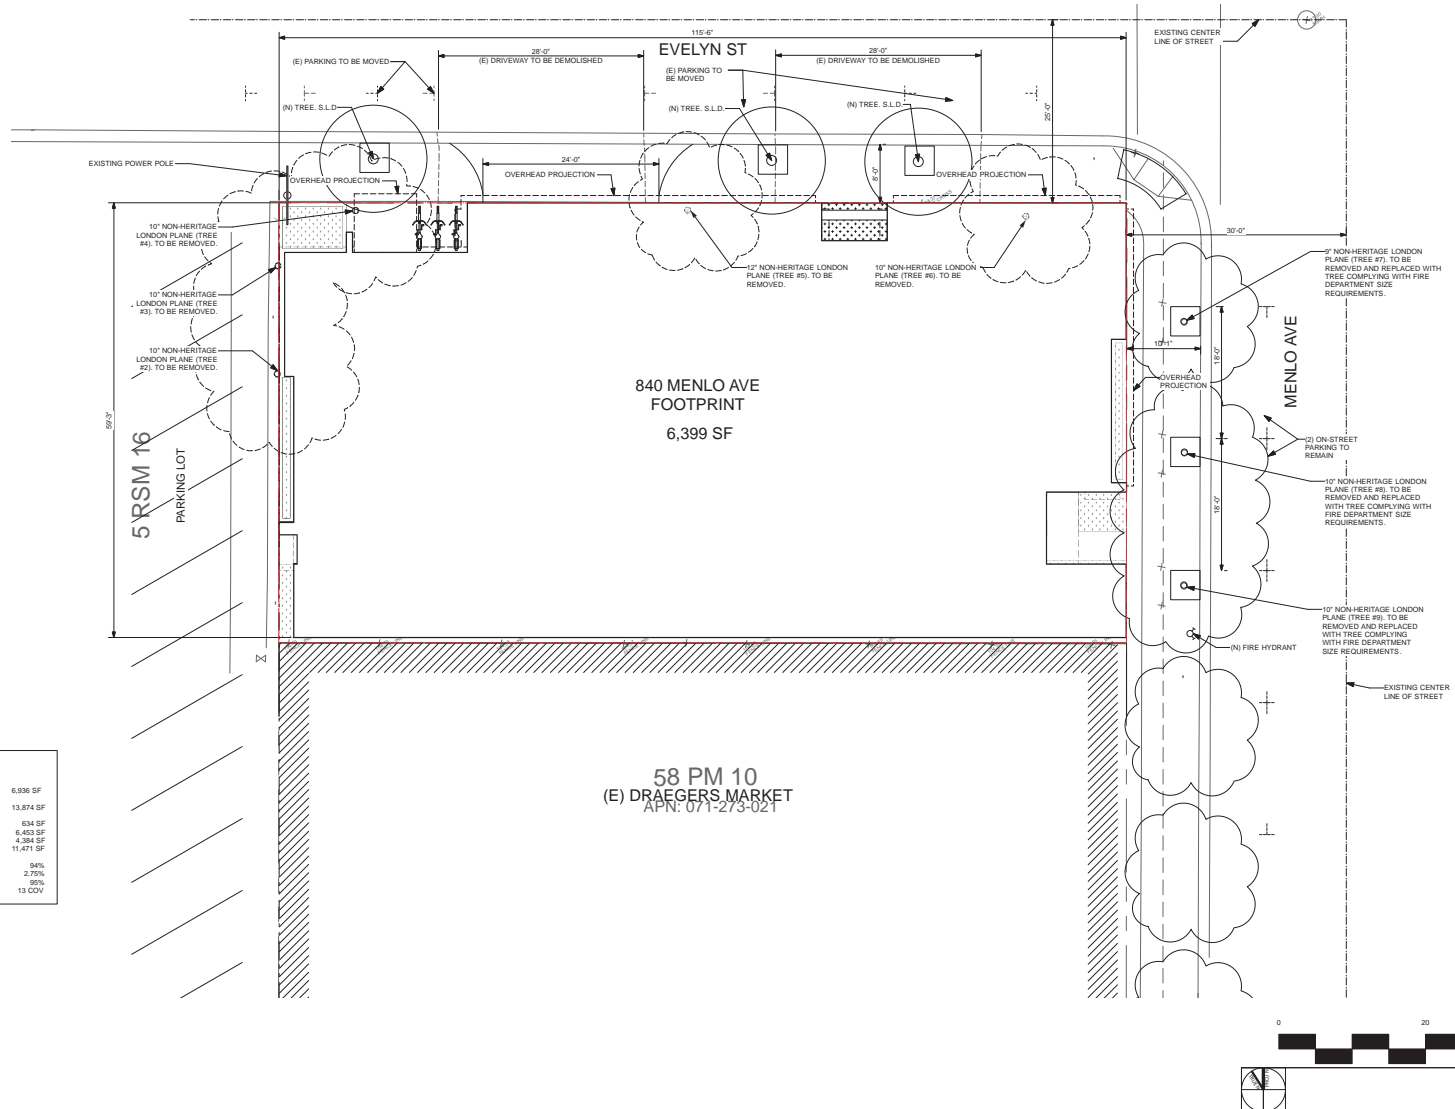 EXISTING CENTER
LINE OF STREET
115'-6"
EVELYN ST
28'-0"
(E) DRIVEWAY TO BE DEMOLISHED
28'-0"
(E) DRIVEWAY TO BE DEMOLISHED
(E) PARKING TO BE MOVED
(E) PARKING TO
BE MOVED
(N) TREE. S.L.D
(N) TREE. S.L.D.
(N) TREE. S.L.D.
25'-0"
EXISTING POWER POLE
OVERHEAD PROJECTION
24'-0"
OVERHEAD PROJECTION
8'-0"
OVERHEAD PROJECTION
30'-0"
10" NON-HERITAGE
LONDON PLANE (TREE
#4). TO BE REMOVED.
10" NON-HERITAGE
LONDON PLANE (TREE
#3). TO BE REMOVED.
10" NON-HERITAGE
LONDON PLANE (TREE
#2). TO BE REMOVED.
12" NON-HERITAGE LONDON
PLANE (TREE #5). TO BE
REMOVED.
10" NON-HERITAGE LONDON
PLANE (TREE #6). TO BE
REMOVED.
9" NON-HERITAGE LONDON
PLANE (TREE #7). TO BE
REMOVED AND REPLACED WITH
TREE COMPLYING WITH FIRE
DEPARTMENT SIZE
REQUIREMENTS.
10'-1"
18'-0"
OVERHEAD
PROJECTION
MENLO AVE
840 MENLO AVE
FOOTPRINT
6,399 SF
59'-3"
5 RSM 16
PARKING LOT
(2) ON-STREET
PARKING TO
REMAIN
18'-0"
10" NON-HERITAGE LONDON
PLANE (TREE #8). TO BE
REMOVED AND REPLACED
WITH TREE COMPLYING WITH
FIRE DEPARTMENT SIZE
REQUIREMENTS.
10" NON-HERITAGE LONDON
PLANE (TREE #9). TO BE
REMOVED AND REPLACED
WITH TREE COMPLYING
WITH FIRE DEPARTMENT
SIZE REQUIREMENTS.
(N) FIRE HYDRANT
EXISTING CENTER
LINE OF STREET
58 PM 10
(E) DRAEGERS MARKET
APN: 071-273-021
6,936 SF
13,874 SF
634 SF
6,453 SF
4,384 SF
11,471 SF
94%
2.75%
95%
13 COV
0 20